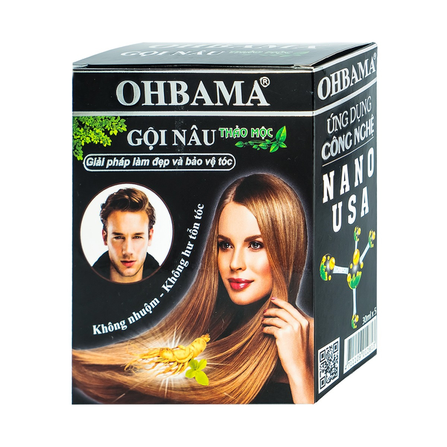 OHBAMA®
GỘI NÂU THẢO MỘC
Giải pháp làm đẹp và bảo vệ tóc
Không nhuộm - Không hư tổn tóc
OHBAMA
ỨNG DỤNG
CÔNG NGHỆ
NANO
USA